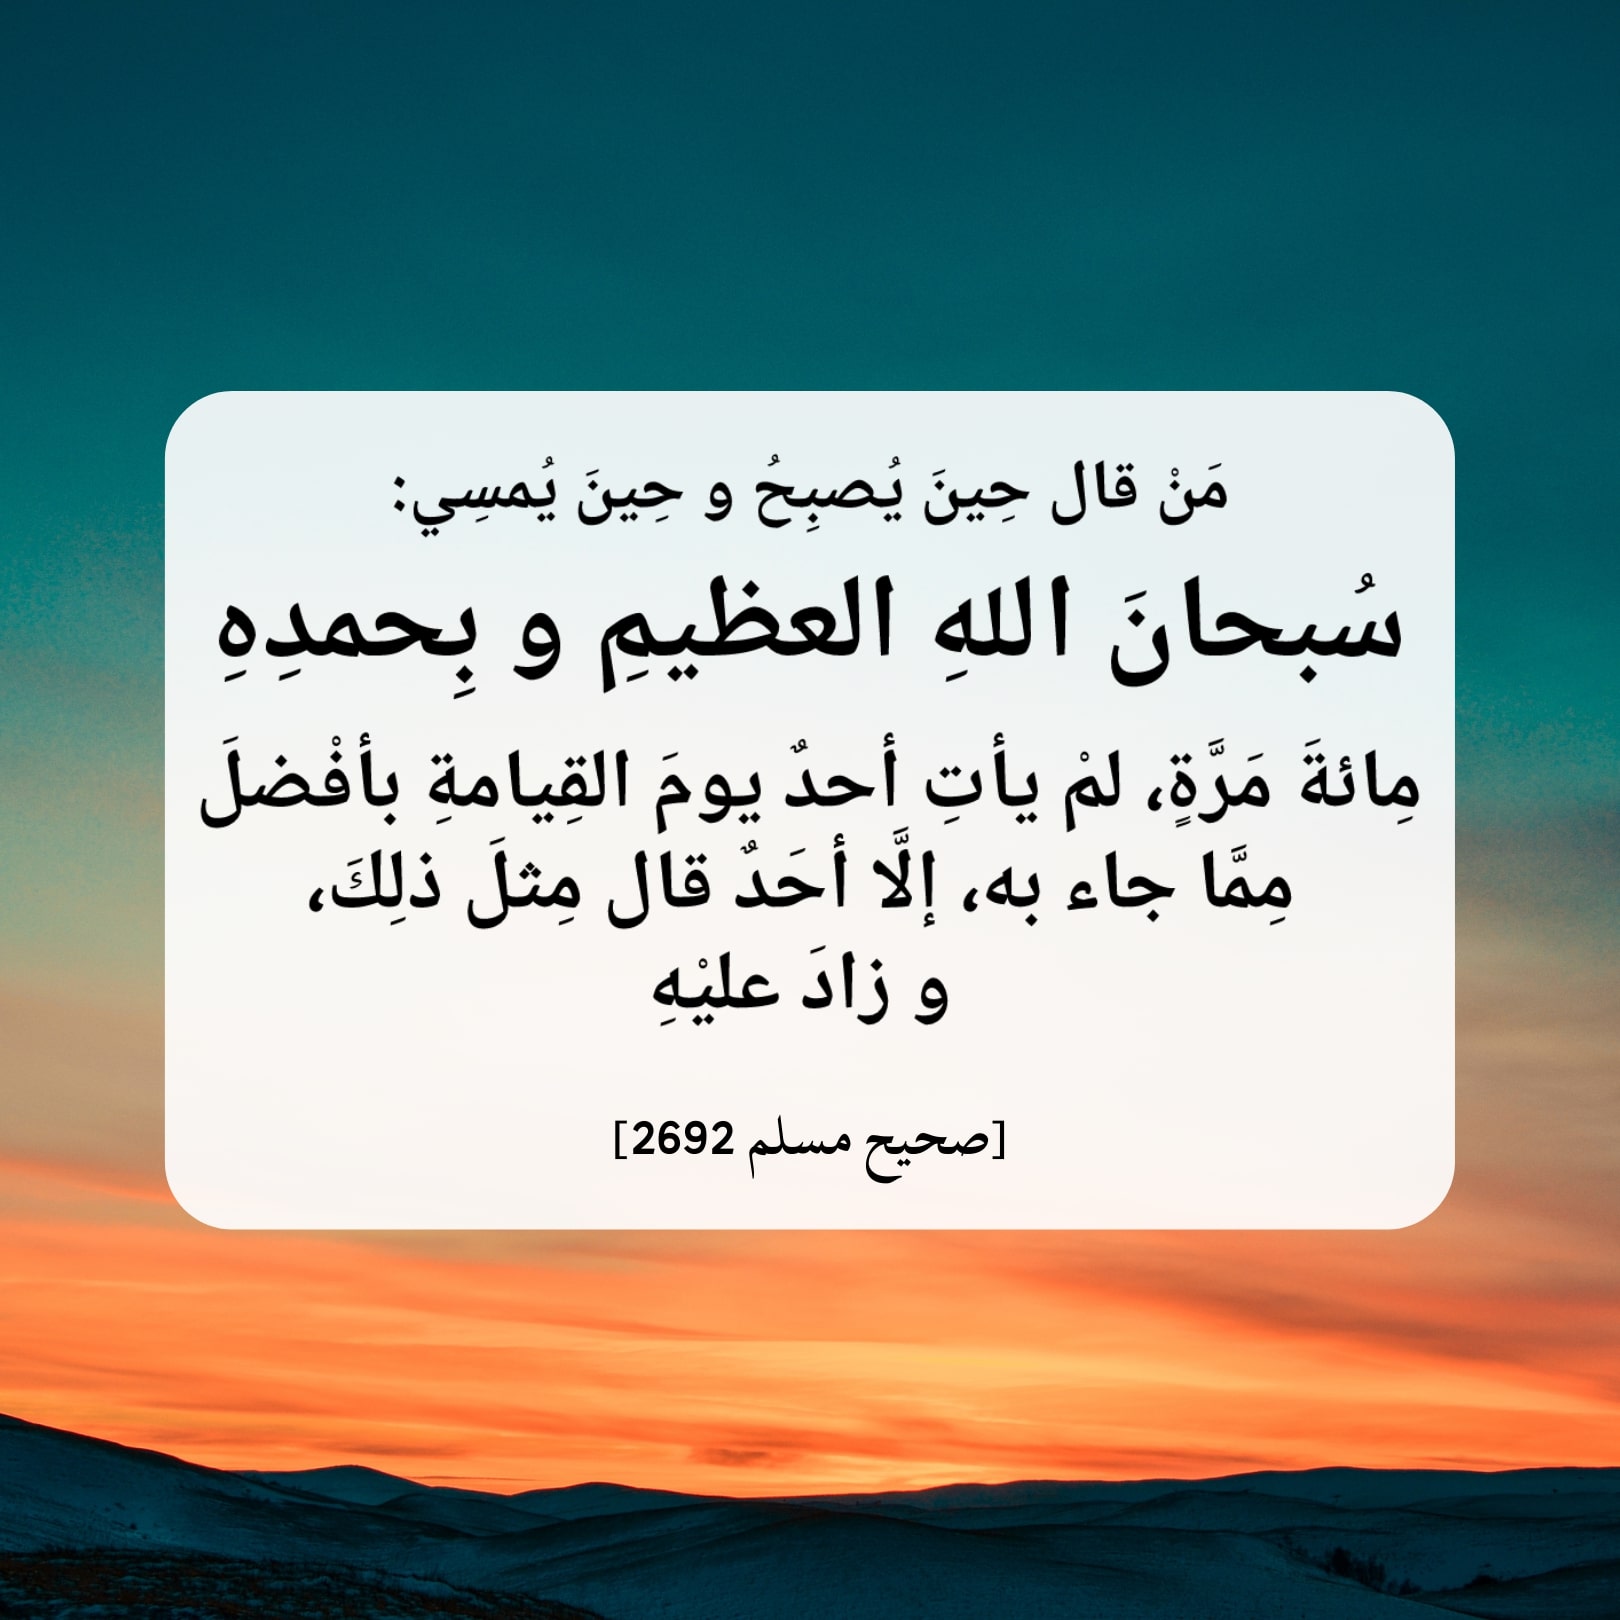 مَنْ قال حِينَ يُصبِحُ و حِينَ يُمسِي:
سُبحانَ اللهِ العظيمِ و بِحمدِهِ
مِائةَ مَرَّةٍ، لمْ يأتِ أحدٌ يومَ القِيامةِ بأفْضلَ
مِمَّا جاء به، إلَّا أحَدٌ قال مِثلَ ذلِكَ،
و زادَ عليْهِ
[صحيح مسلم 2692]